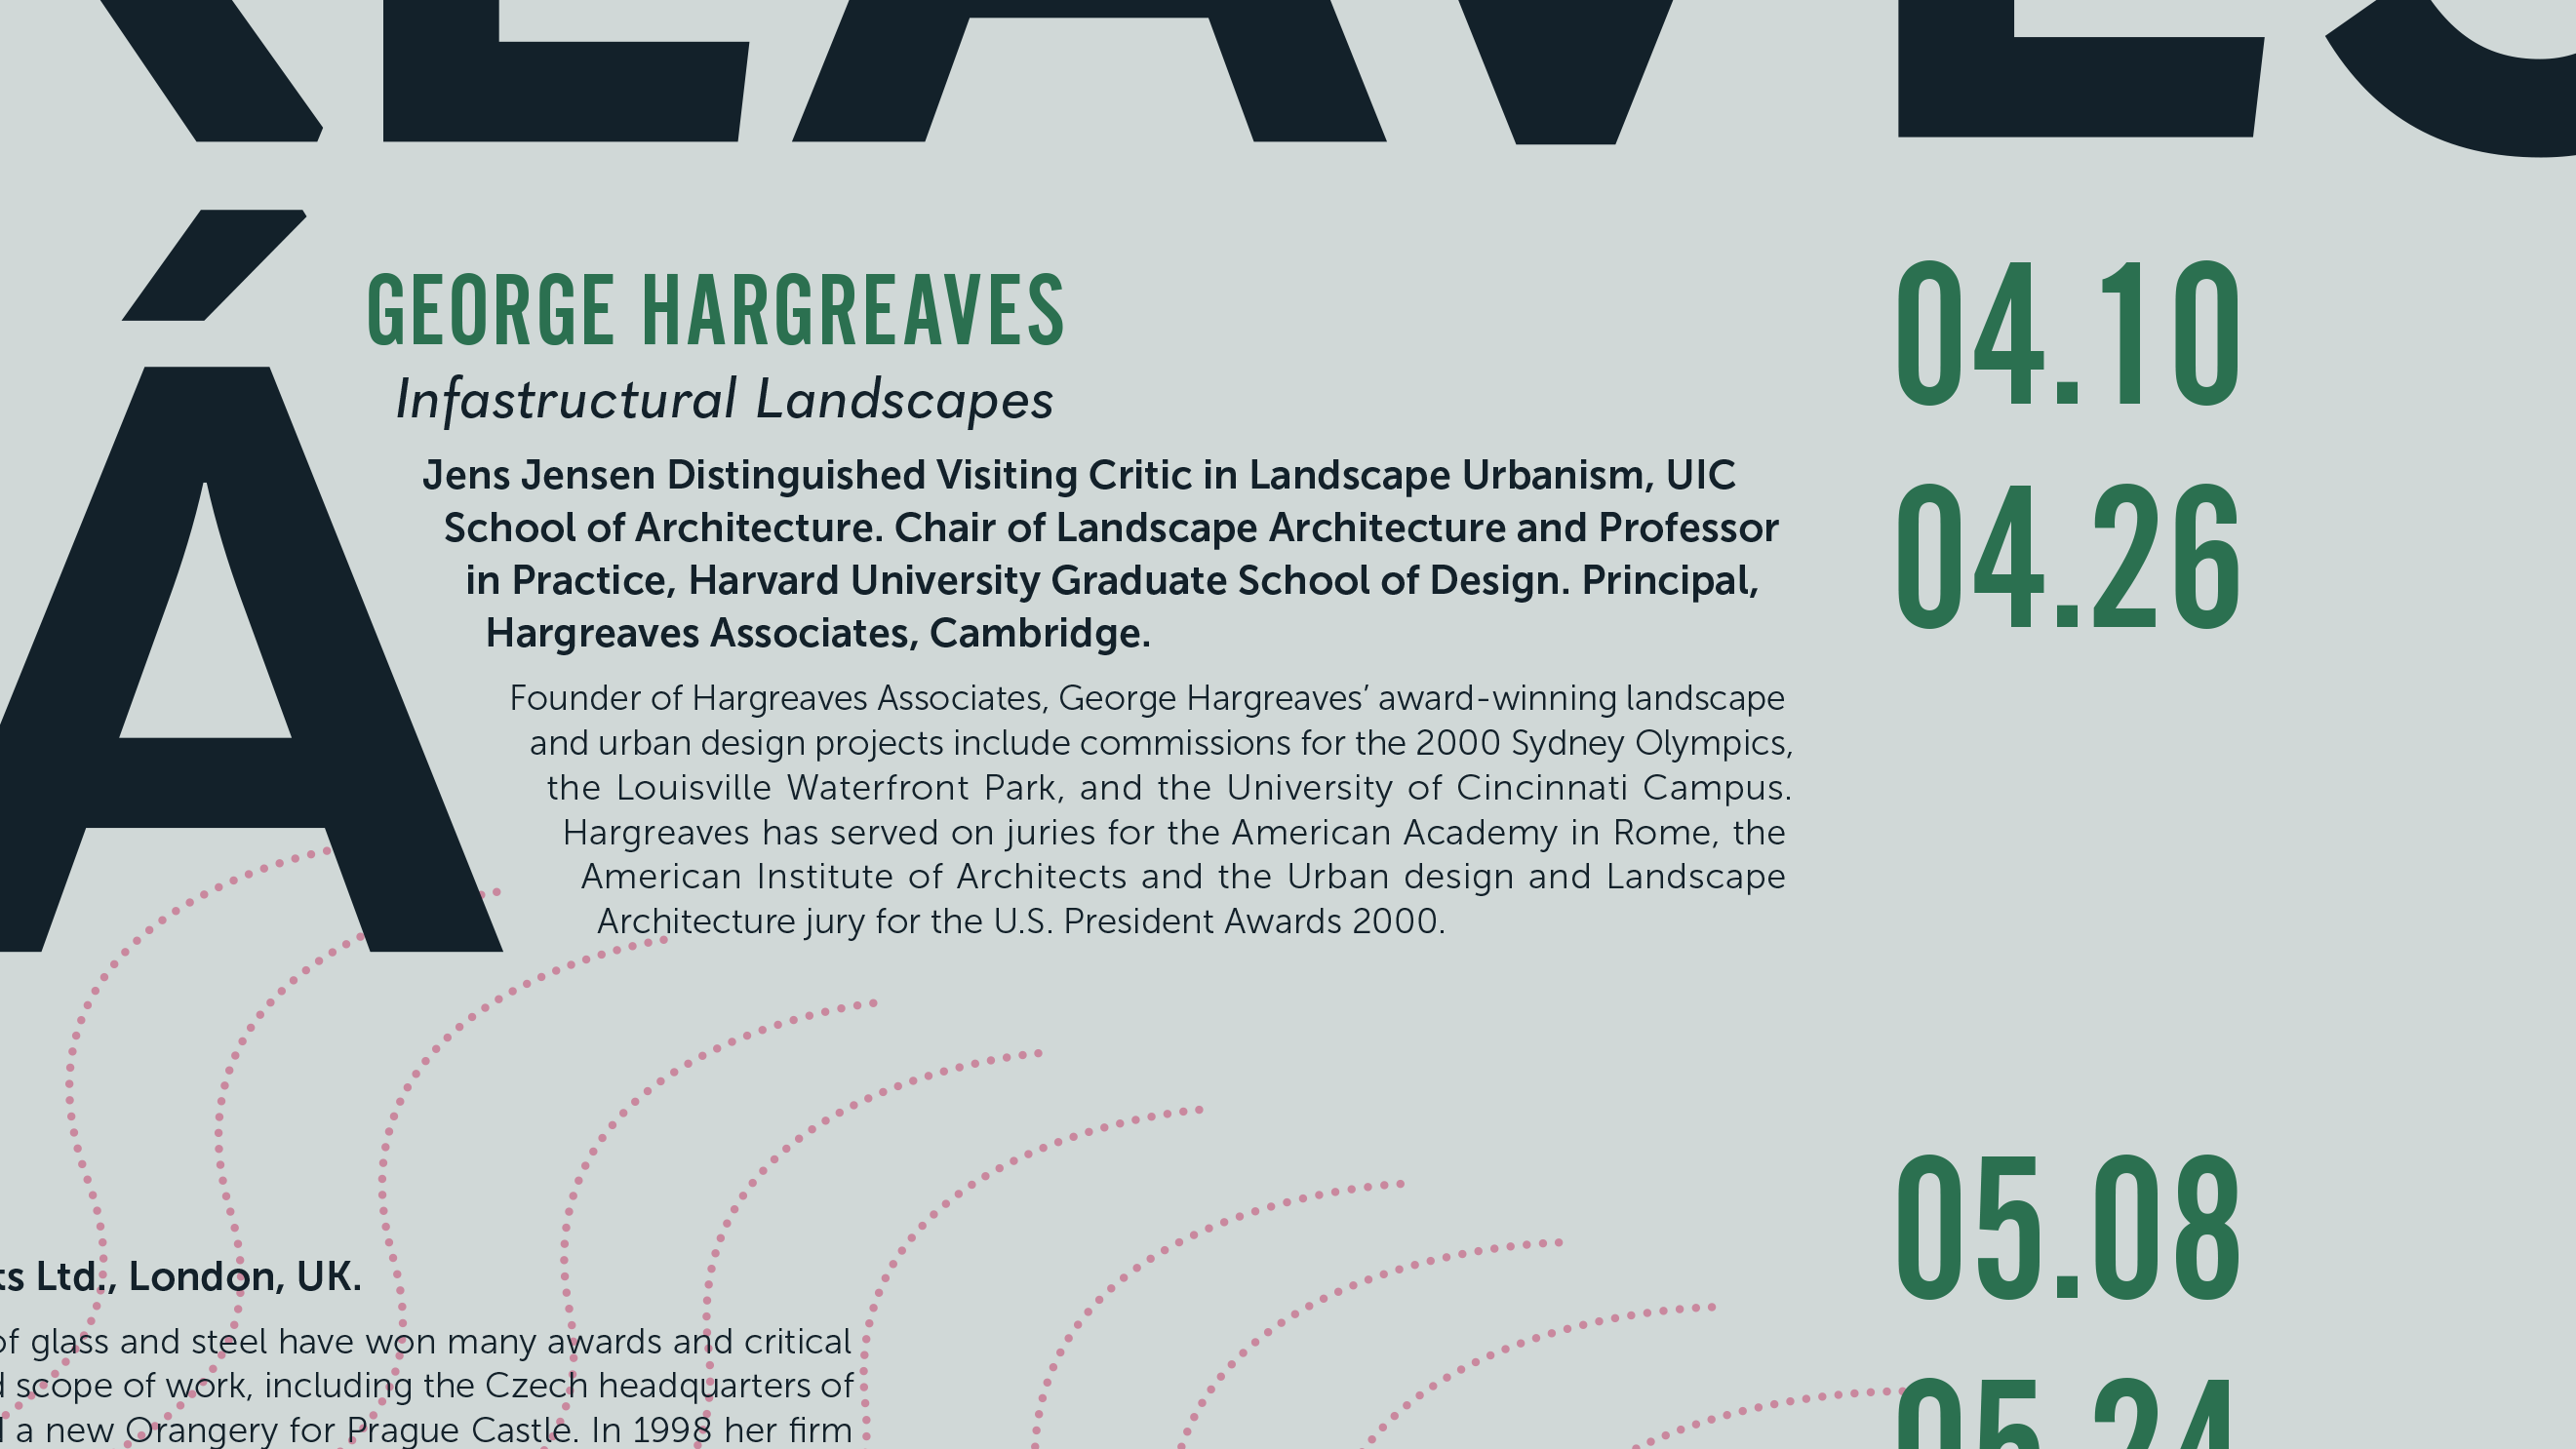 REAVES
Á
GEORGE HARGREAVES
Infastructural Landscapes
Jens Jensen Distinguished Visiting Critic in Landscape Urbanism, UIC
School of Architecture. Chair of Landscape Architecture and Professor
in Practice, Harvard University Graduate School of Design. Principal,
Hargreaves Associates, Cambridge.
Founder of Hargreaves Associates, George Hargreaves’ award-winning landscape
and urban design projects include commissions for the 2000 Sydney Olympics,
the Louisville Waterfront Park, and the University of Cincinnati Campus.
Hargreaves has served on juries for the American Academy in Rome, the
American Institute of Architects and the Urban design and Landscape
Architecture jury for the U.S. President Awards 2000.
04.10
04.26
05.08
05.24
Ltd., London, UK.
of glass and steel have won many awards and critical
scope of work, including the Czech headquarters of
a new Orangery for Prague Castle. In 1998 her firm